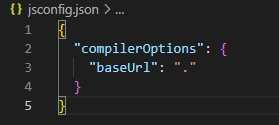 {} jsconfig.json > ...
1 {
2   "compilerOptions": {
3     "baseUrl": "."
4   }
5 }